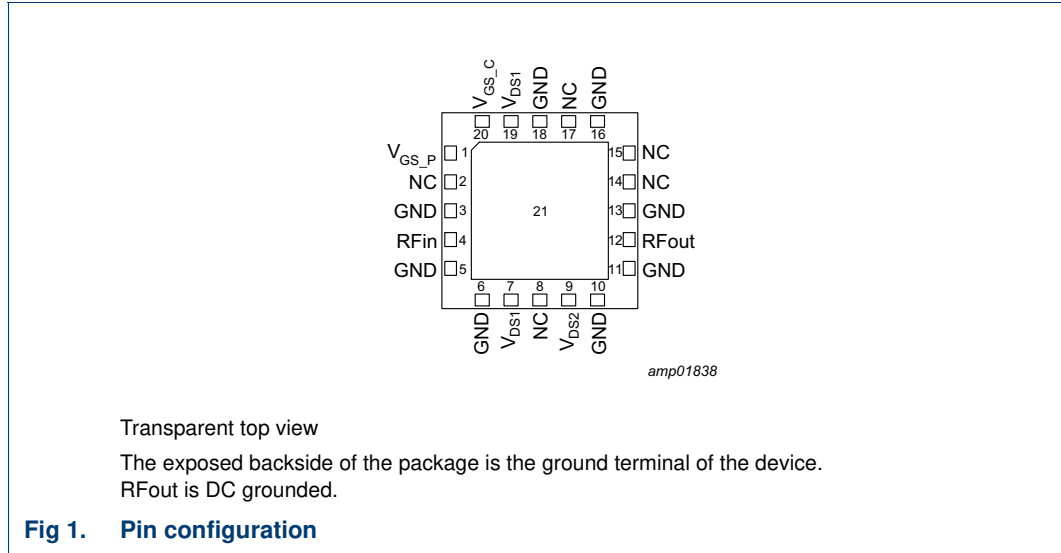 V_GS_C V_DS1 GND NC GND
20 19 18 17 16
V_GS_P 1 15 NC
NC 2 14 NC
GND 3 21 13 GND
RFin 4 12 RFout
GND 5 11 GND
6 7 8 9 10
GND V_DS1 NC V_DS2 GND
amp01838
Transparent top view
The exposed backside of the package is the ground terminal of the device.
RFout is DC grounded.
Fig 1. Pin configuration